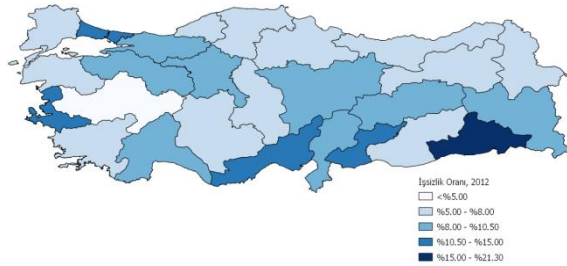 İşsizlik Oranı, 2012
<%5.00
%5.00 - %8.00
%8.00 - %10.50
%10.50 - %15.00
%15.00 - %21.30